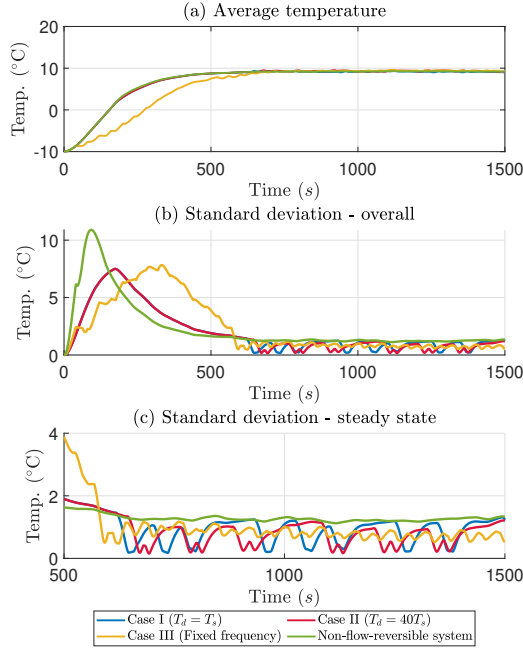 (a) Average temperature
Temp. (°C)
20
10
0
-10
0
500
1000
1500
Time (s)
(b) Standard deviation - overall
Temp. (°C)
10
5
0
0
500
1000
1500
Time (s)
(c) Standard deviation - steady state
Temp. (°C)
4
2
0
500
1000
1500
Time (s)
Case I (T_d = T_s)
Case II (T_d = 40T_s)
Case III (Fixed frequency)
Non-flow-reversible system